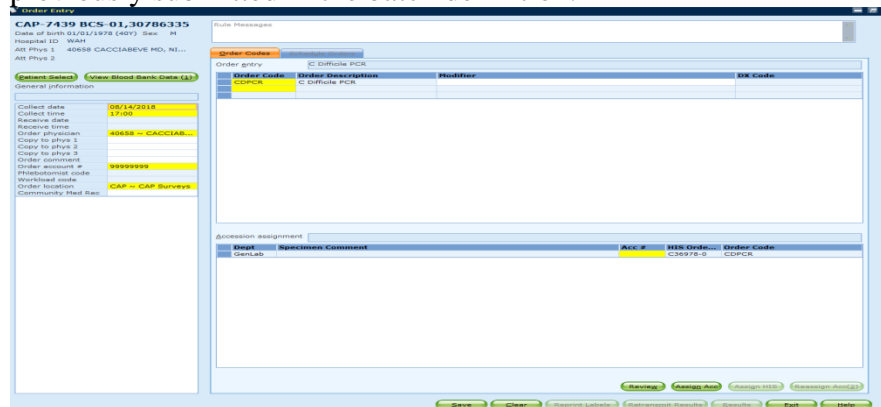 Order Entry
CAP-7439 BCS-01,30786335
Date of birth 01/01/1978 (40Y) Sex M
Hospital ID WAH
Att Phys 1 40658 CACCIABEVE MD, NI...
Att Phys 2
Patient Select View Blood Bank Data (1)
General information
Collect date 08/14/2018
Collect time 17:00
Receive date
Receive time
Order physician 40658 -- CACCIAB...
Copy to phys 1
Copy to phys 2
Copy to phys 3
Order comment
Order account # 99999999
Phlebotomist code
Workload code
Order location CAP -- CAP Surveys
Community Med Rec
Rule Messages
Order Codes
Order entry C Difficile PCR
Order Code Order Description Modifier DX Code
CDPCR C Difficile PCR
Accession assignment
Dept Specimen Comment Acc # HIS Orde... Order Code
GenLab C36978-0 CDPCR
Review Assign Acc Assign HIS Reassign Acc(2)
Save Clear Reprint Labels Retransmit Results Results Exit Help